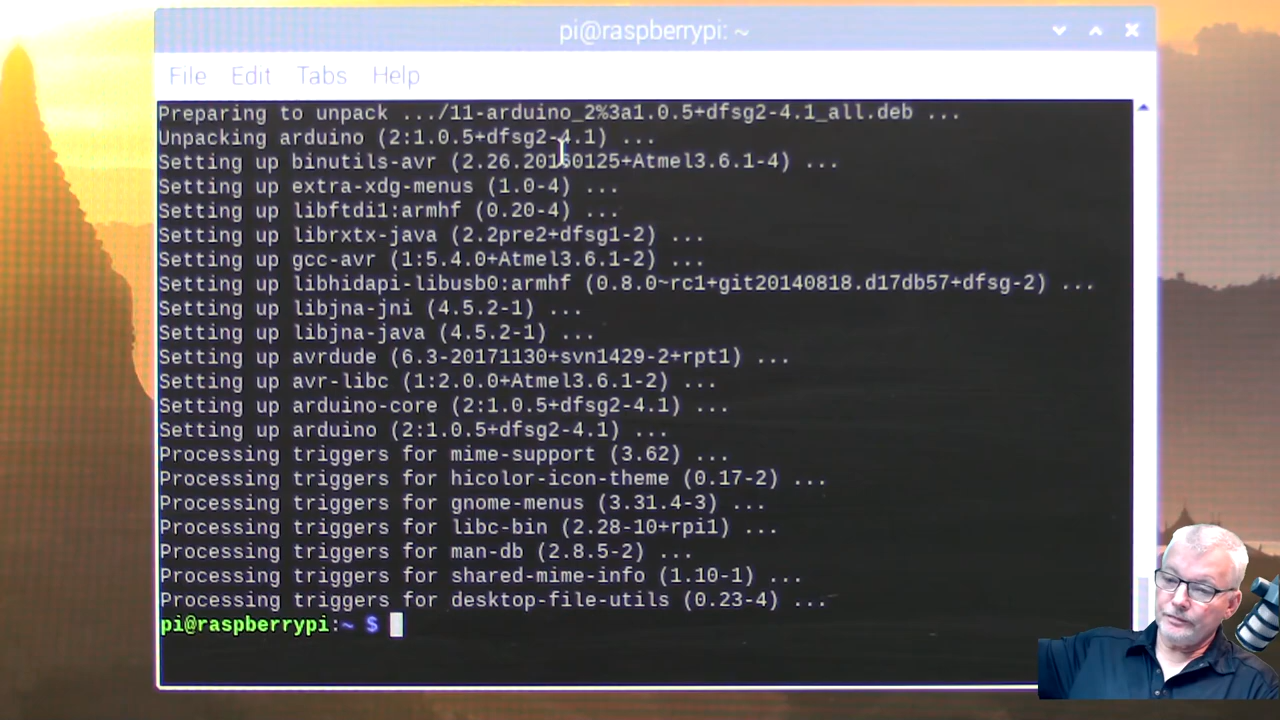 pi@raspberrypi: ~
File Edit Tabs Help
Preparing to unpack .../11-arduino_2%3a1.0.5+dfsg2-4.1_all.deb ...
Unpacking arduino (2:1.0.5+dfsg2-4.1) ...
Setting up binutils-avr (2.26.20160125+Atmel3.6.1-4) ...
Setting up extra-xdg-menus (1.0-4) ...
Setting up libftdi1:armhf (0.20-4) ...
Setting up librxtx-java (2.2pre2+dfsg1-2) ...
Setting up gcc-avr (1:5.4.0+Atmel3.6.1-2) ...
Setting up libhidapi-libusb0:armhf (0.8.0~rc1+git20140818.d17db57+dfsg-2) ...
Setting up libjna-jni (4.5.2-1) ...
Setting up libjna-java (4.5.2-1) ...
Setting up avrdude (6.3-20171130+svn1429-2+rpt1) ...
Setting up avr-libc (1:2.0.0+Atmel3.6.1-2) ...
Setting up arduino-core (2:1.0.5+dfsg2-4.1) ...
Setting up arduino (2:1.0.5+dfsg2-4.1) ...
Processing triggers for mime-support (3.62) ...
Processing triggers for hicolor-icon-theme (0.17-2) ...
Processing triggers for gnome-menus (3.31.4-3) ...
Processing triggers for libc-bin (2.28-10+rpi1) ...
Processing triggers for man-db (2.8.5-2) ...
Processing triggers for shared-mime-info (1.10-1) ...
Processing triggers for desktop-file-utils (0.23-4) ...
pi@raspberrypi:~ $